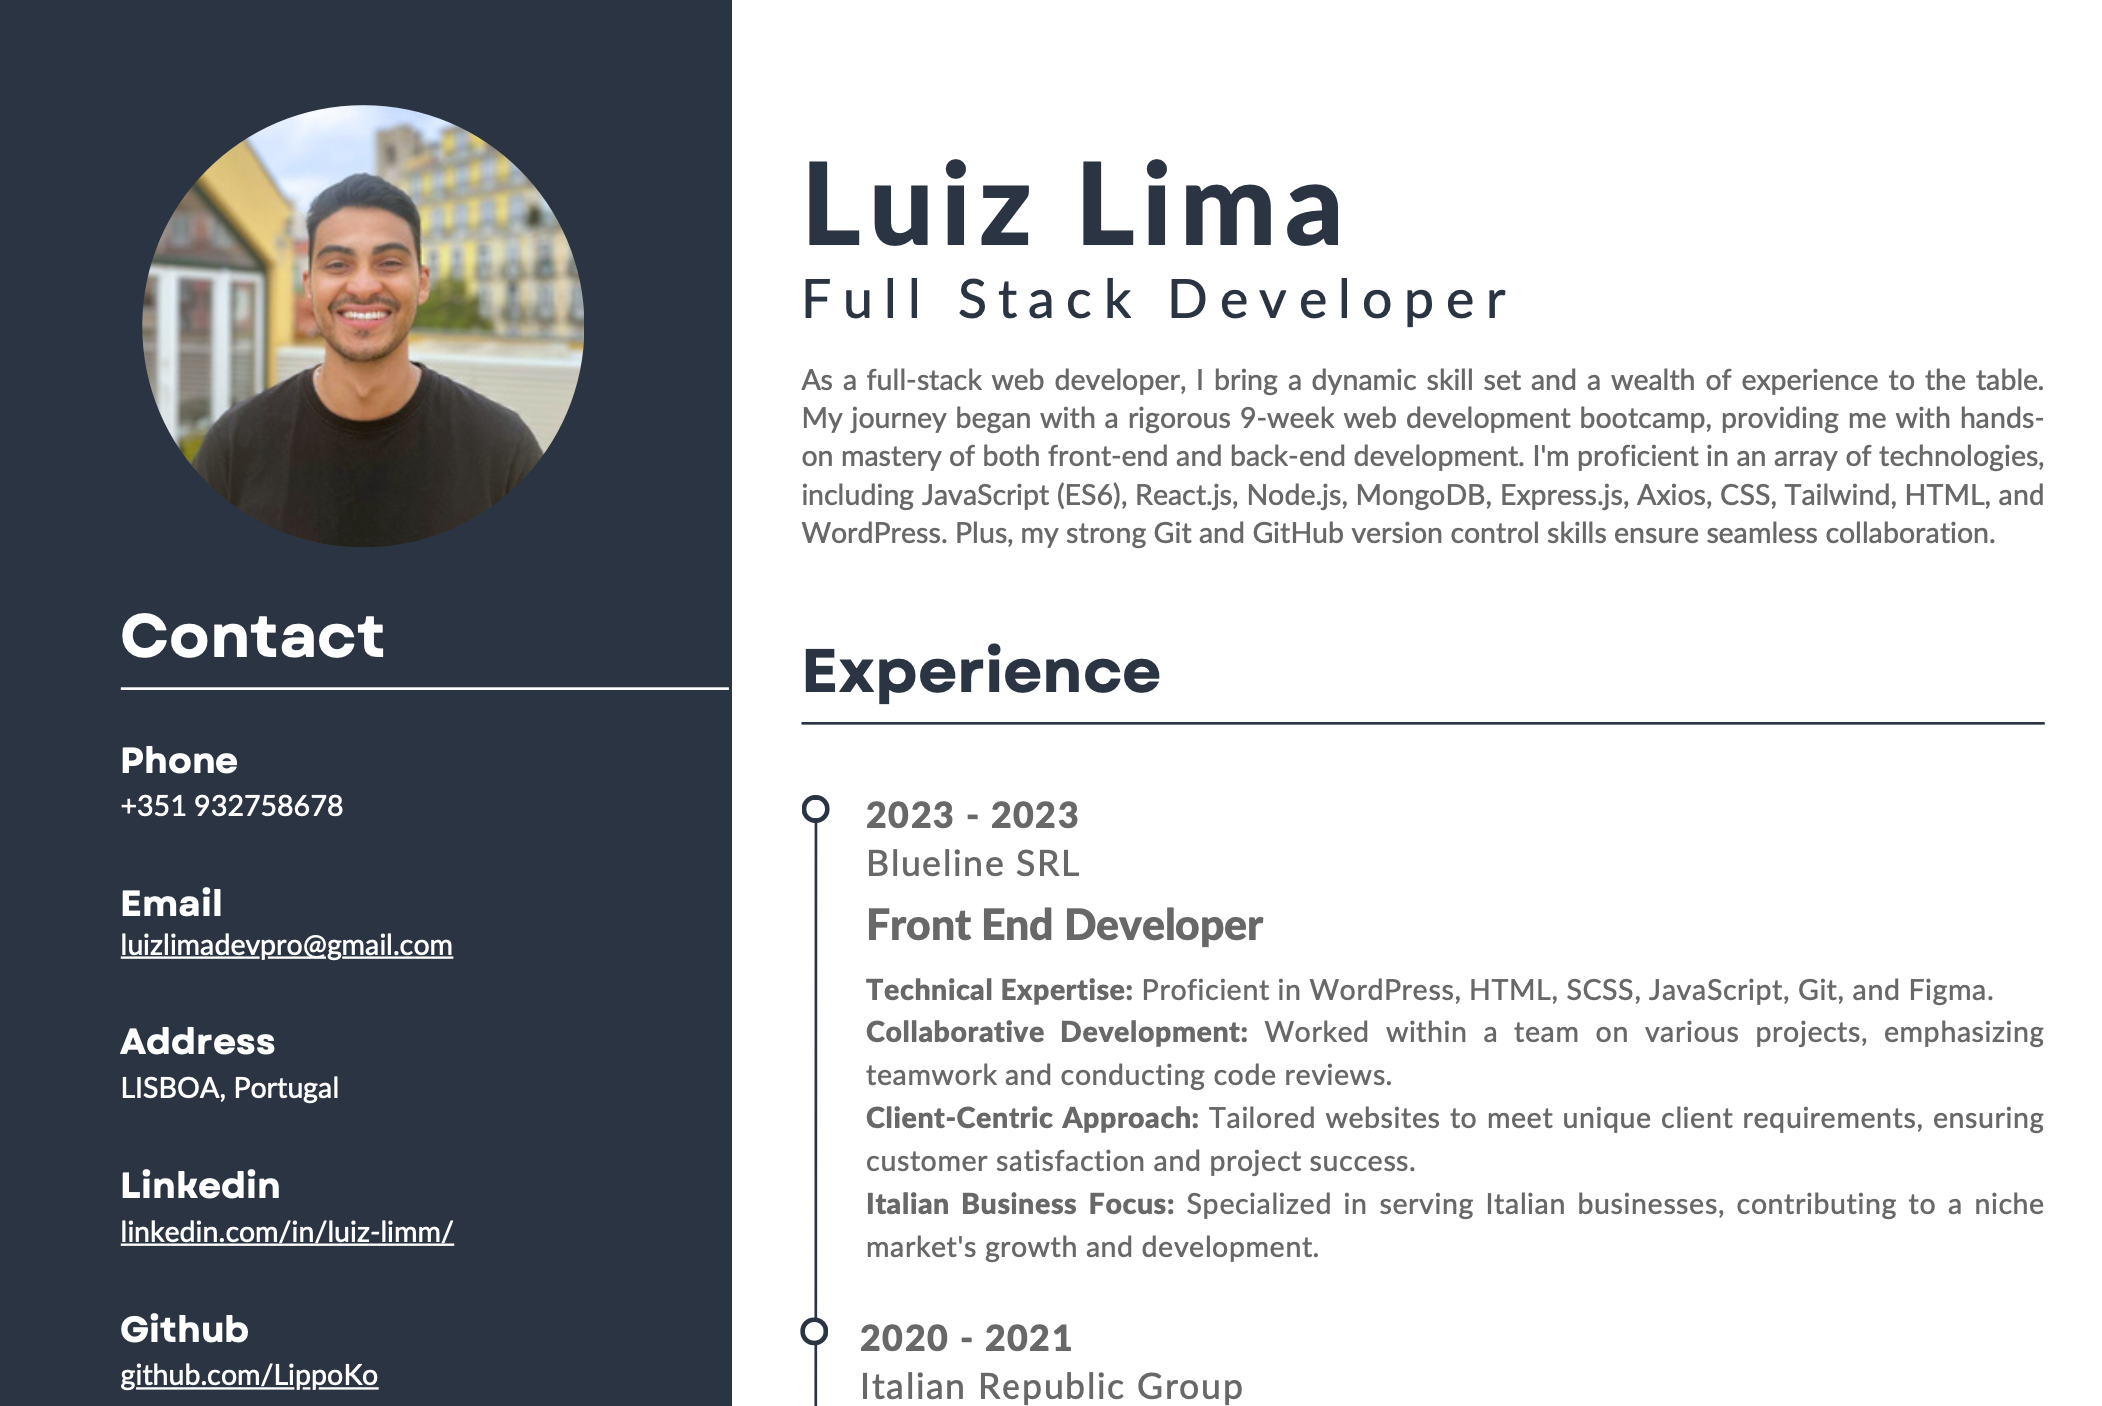 Luiz Lima
Full Stack Developer
As a full-stack web developer, I bring a dynamic skill set and a wealth of experience to the table.
My journey began with a rigorous 9-week web development bootcamp, providing me with hands-
on mastery of both front-end and back-end development. I'm proficient in an array of technologies,
including JavaScript (ES6), React.js, Node.js, MongoDB, Express.js, Axios, CSS, Tailwind, HTML, and
WordPress. Plus, my strong Git and GitHub version control skills ensure seamless collaboration.
Contact
Phone
+351 932758678
Email
luizlimadevpro@gmail.com
Address
LISBOA, Portugal
Linkedin
linkedin.com/in/luiz-limm/
Github
github.com/LippoKo
Experience
2023 - 2023
Blueline SRL
Front End Developer
Technical Expertise: Proficient in WordPress, HTML, SCSS, JavaScript, Git, and Figma.
Collaborative Development: Worked within a team on various projects, emphasizing
teamwork and conducting code reviews.
Client-Centric Approach: Tailored websites to meet unique client requirements, ensuring
customer satisfaction and project success.
Italian Business Focus: Specialized in serving Italian businesses, contributing to a niche
market's growth and development.
2020 - 2021
Italian Republic Group